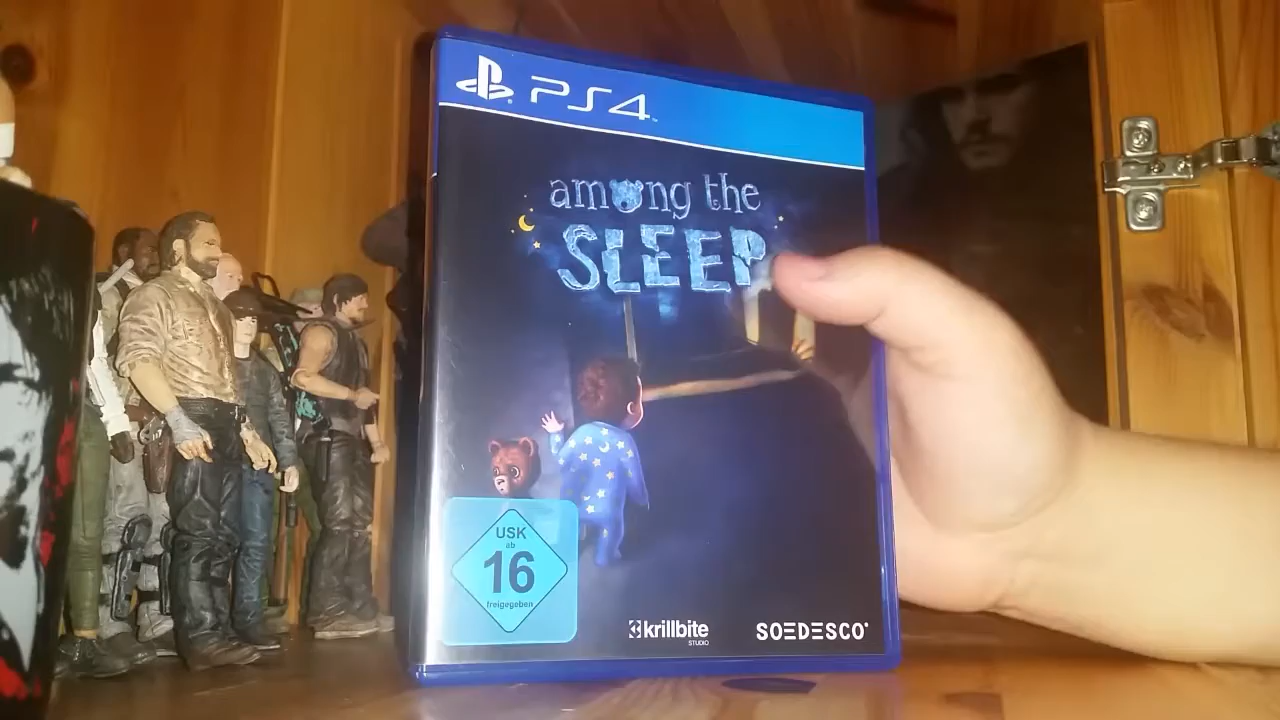 PS4
among the
SLEEP
USK
ab
16
freigegeben
krillbite
STUDIO
SOEDESCO